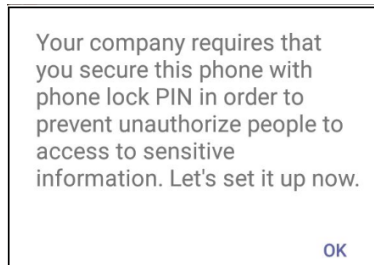 Your company requires that
you secure this phone with
phone lock PIN in order to
prevent unauthorize people to
access to sensitive
information. Let's set it up now.
OK